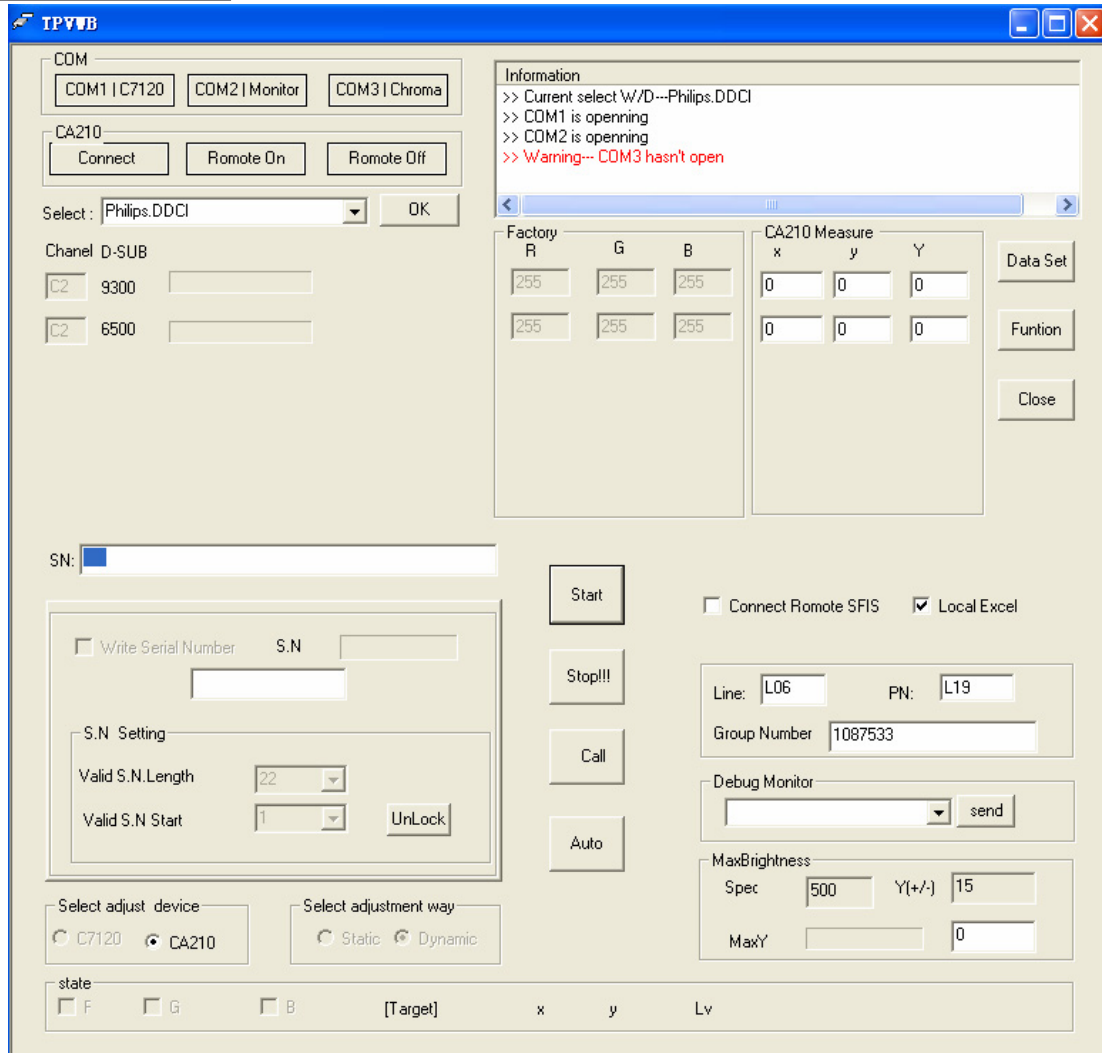 TPVWB
COM
COM1 | C7120 COM2 | Monitor COM3 | Chroma
CA210
Connect Romote On Romote Off
Select : Philips.DDCI OK
Information
>> Current select W/D---Philips.DDCI
>> COM1 is openning
>> COM2 is openning
>> Warning--- COM3 hasn't open
Chanel D-SUB
C2 9300
C2 6500
Factory
R G B
255 255 255
255 255 255
CA210 Measure
x y Y
0 0 0
0 0 0
Data Set
Funtion
Close
SN:
Write Serial Number S.N
S.N Setting
Valid S.N.Length 22
Valid S.N Start 1 UnLock
Start
Stop!!!
Call
Auto
Connect Romote SFIS Local Excel
Line: L06 PN: L19
Group Number 1087533
Debug Monitor
send
MaxBrightness
Spec 500 Y(+/-) 15
MaxY 0
Select adjust device
C7120 CA210
Select adjustment way
Static Dynamic
state
F G B [Target] x y Lv